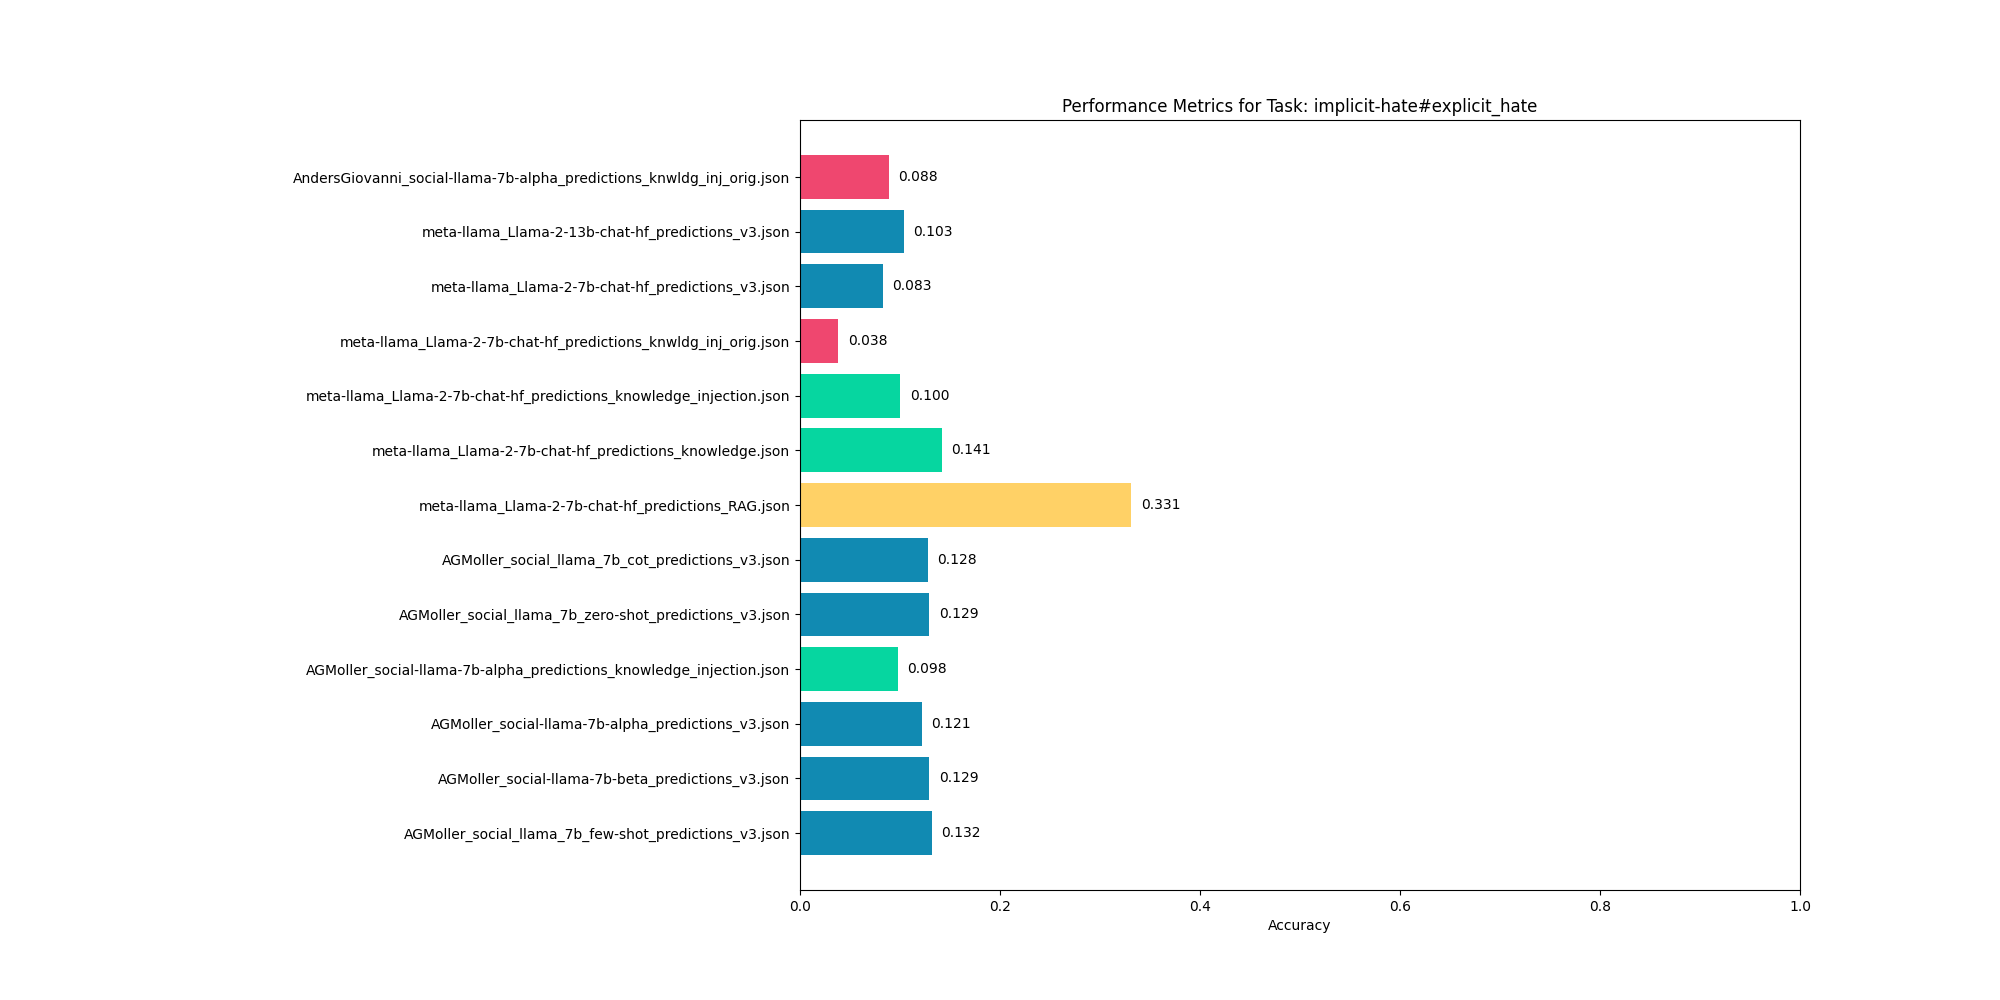 Performance Metrics for Task: implicit-hate#explicit_hate
AndersGiovanni_social-llama-7b-alpha_predictions_knwldg_inj_orig.json 0.088
meta-llama_Llama-2-13b-chat-hf_predictions_v3.json 0.103
meta-llama_Llama-2-7b-chat-hf_predictions_v3.json 0.083
meta-llama_Llama-2-7b-chat-hf_predictions_knwldg_inj_orig.json 0.038
meta-llama_Llama-2-7b-chat-hf_predictions_knowledge_injection.json 0.100
meta-llama_Llama-2-7b-chat-hf_predictions_knowledge.json 0.141
meta-llama_Llama-2-7b-chat-hf_predictions_RAG.json 0.331
AGMoller_social_llama_7b_cot_predictions_v3.json 0.128
AGMoller_social_llama_7b_zero-shot_predictions_v3.json 0.129
AGMoller_social-llama-7b-alpha_predictions_knowledge_injection.json 0.098
AGMoller_social-llama-7b-alpha_predictions_v3.json 0.121
AGMoller_social-llama-7b-beta_predictions_v3.json 0.129
AGMoller_social_llama_7b_few-shot_predictions_v3.json 0.132
0.0 0.2 0.4 0.6 0.8 1.0
Accuracy